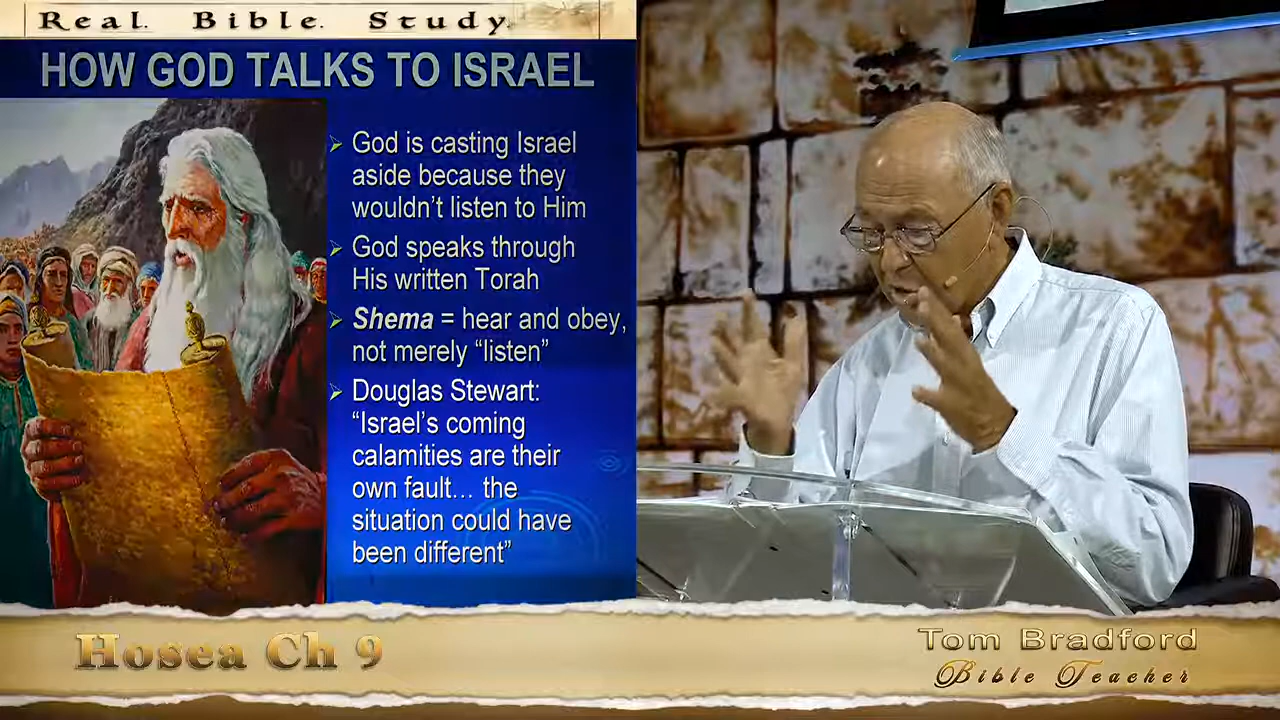 Real. Bible. Study.
HOW GOD TALKS TO ISRAEL
God is casting Israel
aside because they
wouldn’t listen to Him
God speaks through
His written Torah
Shema = hear and obey,
not merely “listen”
Douglas Stewart:
“Israel’s coming
calamities are their
own fault… the
situation could have
been different”
Hosea Ch 9
Tom Bradford
Bible Teacher